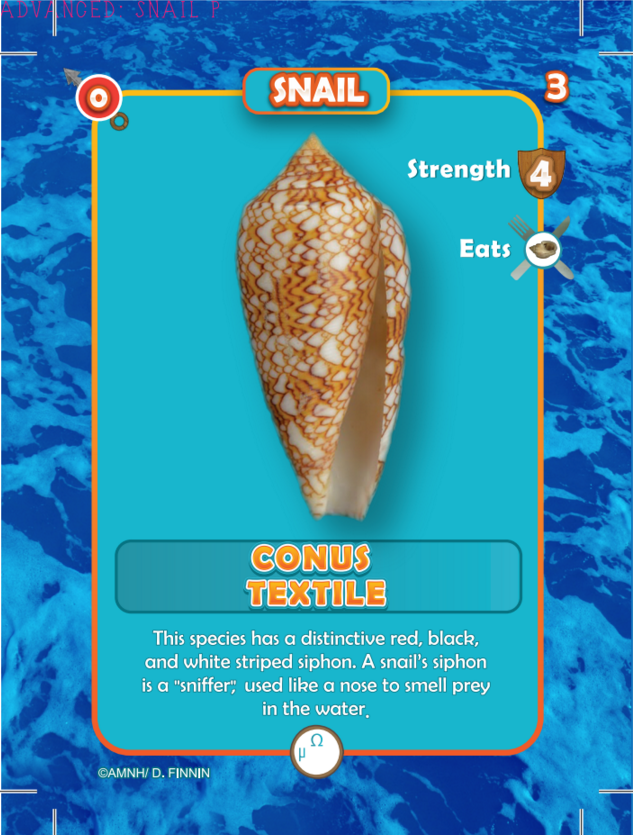 ADVANCED: SNAIL P
O
SNAIL
3
Strength 4
Eats
CONUS
TEXTILE
This species has a distinctive red, black,
and white striped siphon. A snail's siphon
is a "sniffer", used like a nose to smell prey
in the water.
μ Ω
©AMNH/ D. FINNIN